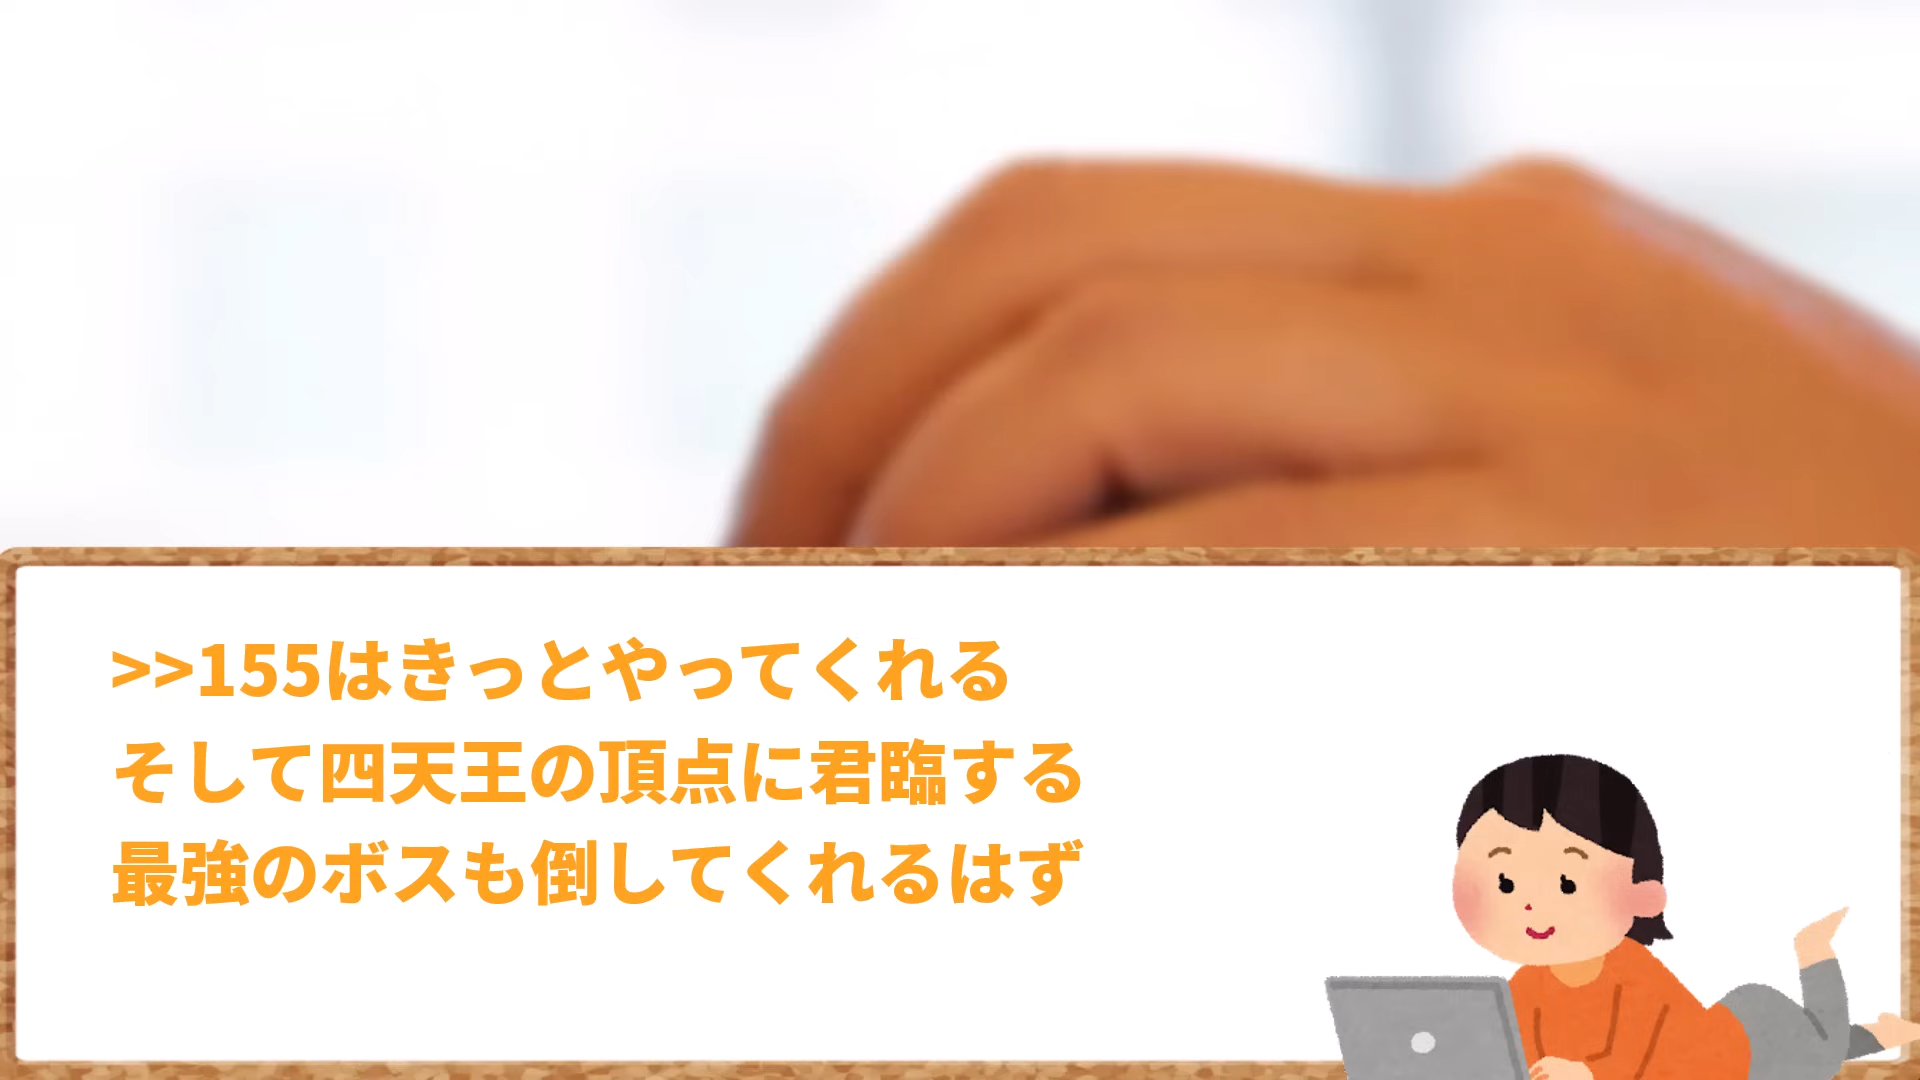 >>155はきっとやってくれる
そして四天王の頂点に君臨する
最強のボスも倒してくれるはず